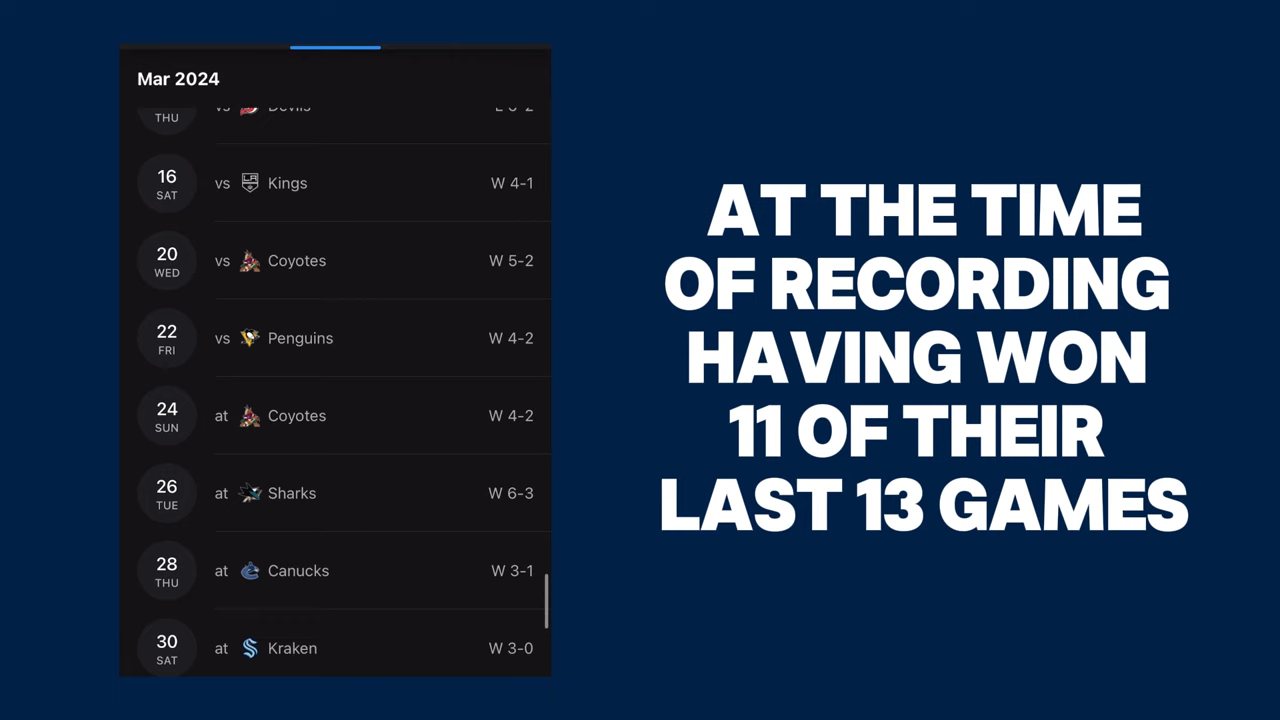 Mar 2024
THU vs Devils
16 SAT vs Kings W 4-1
20 WED vs Coyotes W 5-2
22 FRI vs Penguins W 4-2
24 SUN at Coyotes W 4-2
26 TUE at Sharks W 6-3
28 THU at Canucks W 3-1
30 SAT at Kraken W 3-0
AT THE TIME
OF RECORDING
HAVING WON
11 OF THEIR
LAST 13 GAMES